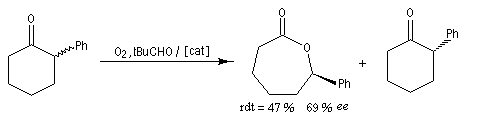 O
Ph
O₂,tBuCHO / [cat]
O
O
Ph
rdt = 47 % 69 % ee
+
O
Ph